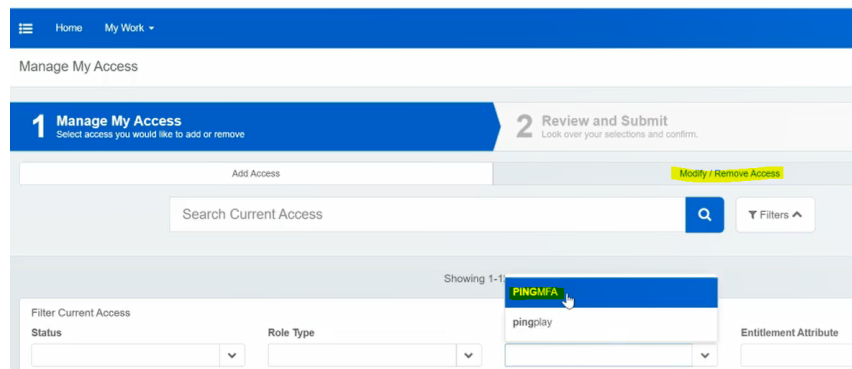 Home My Work
Manage My Access
1 Manage My Access
Select access you would like to add or remove
2 Review and Submit
Look over your selections and confirm.
Add Access Modify / Remove Access
Search Current Access Filters
Showing 1-1
PINGMFA
pingplay
Filter Current Access
Status Role Type Entitlement Attribute